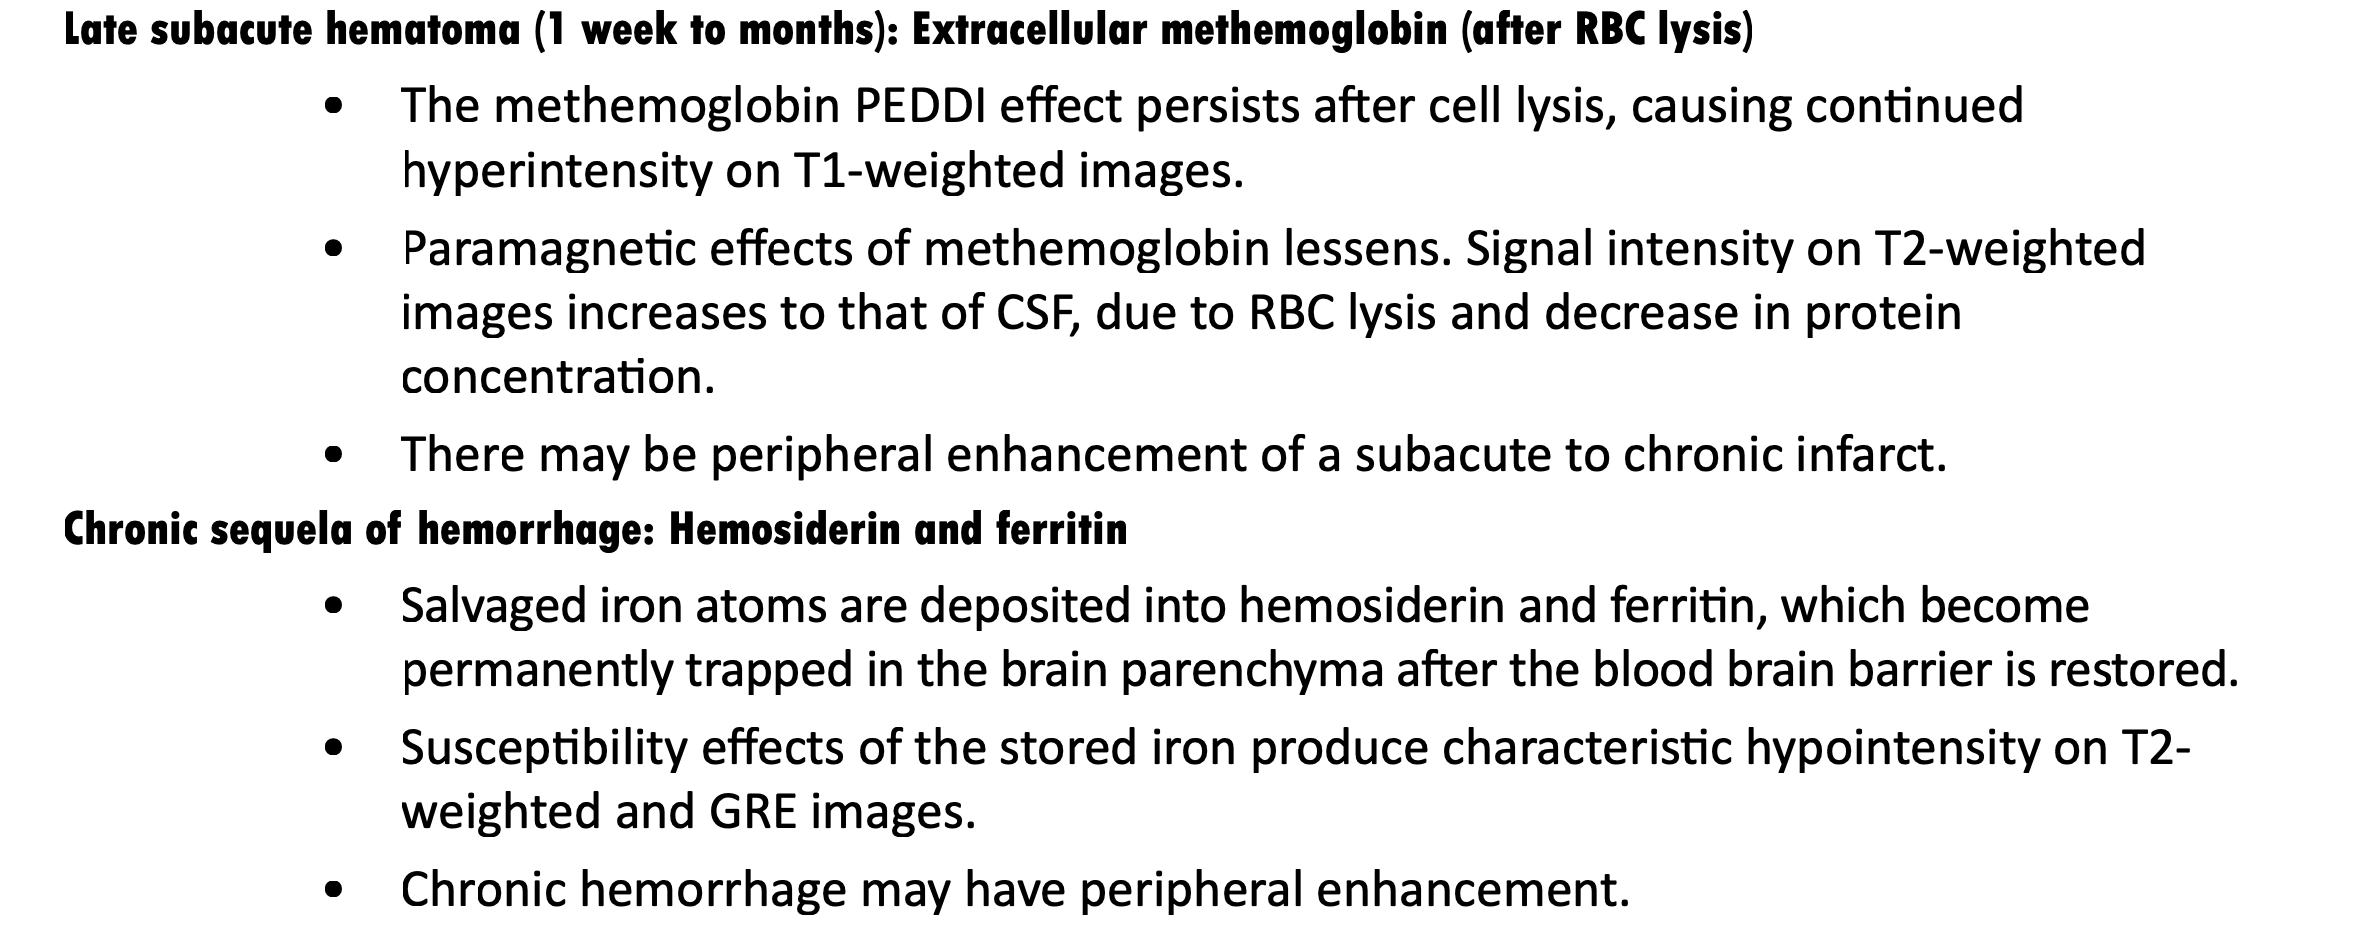 Late subacute hematoma (1 week to months): Extracellular methemoglobin (after RBC lysis)
• The methemoglobin PEDDI effect persists after cell lysis, causing continued
hyperintensity on T1-weighted images.
• Paramagnetic effects of methemoglobin lessens. Signal intensity on T2-weighted
images increases to that of CSF, due to RBC lysis and decrease in protein
concentration.
• There may be peripheral enhancement of a subacute to chronic infarct.
Chronic sequela of hemorrhage: Hemosiderin and ferritin
• Salvaged iron atoms are deposited into hemosiderin and ferritin, which become
permanently trapped in the brain parenchyma after the blood brain barrier is restored.
• Susceptibility effects of the stored iron produce characteristic hypointensity on T2-
weighted and GRE images.
• Chronic hemorrhage may have peripheral enhancement.